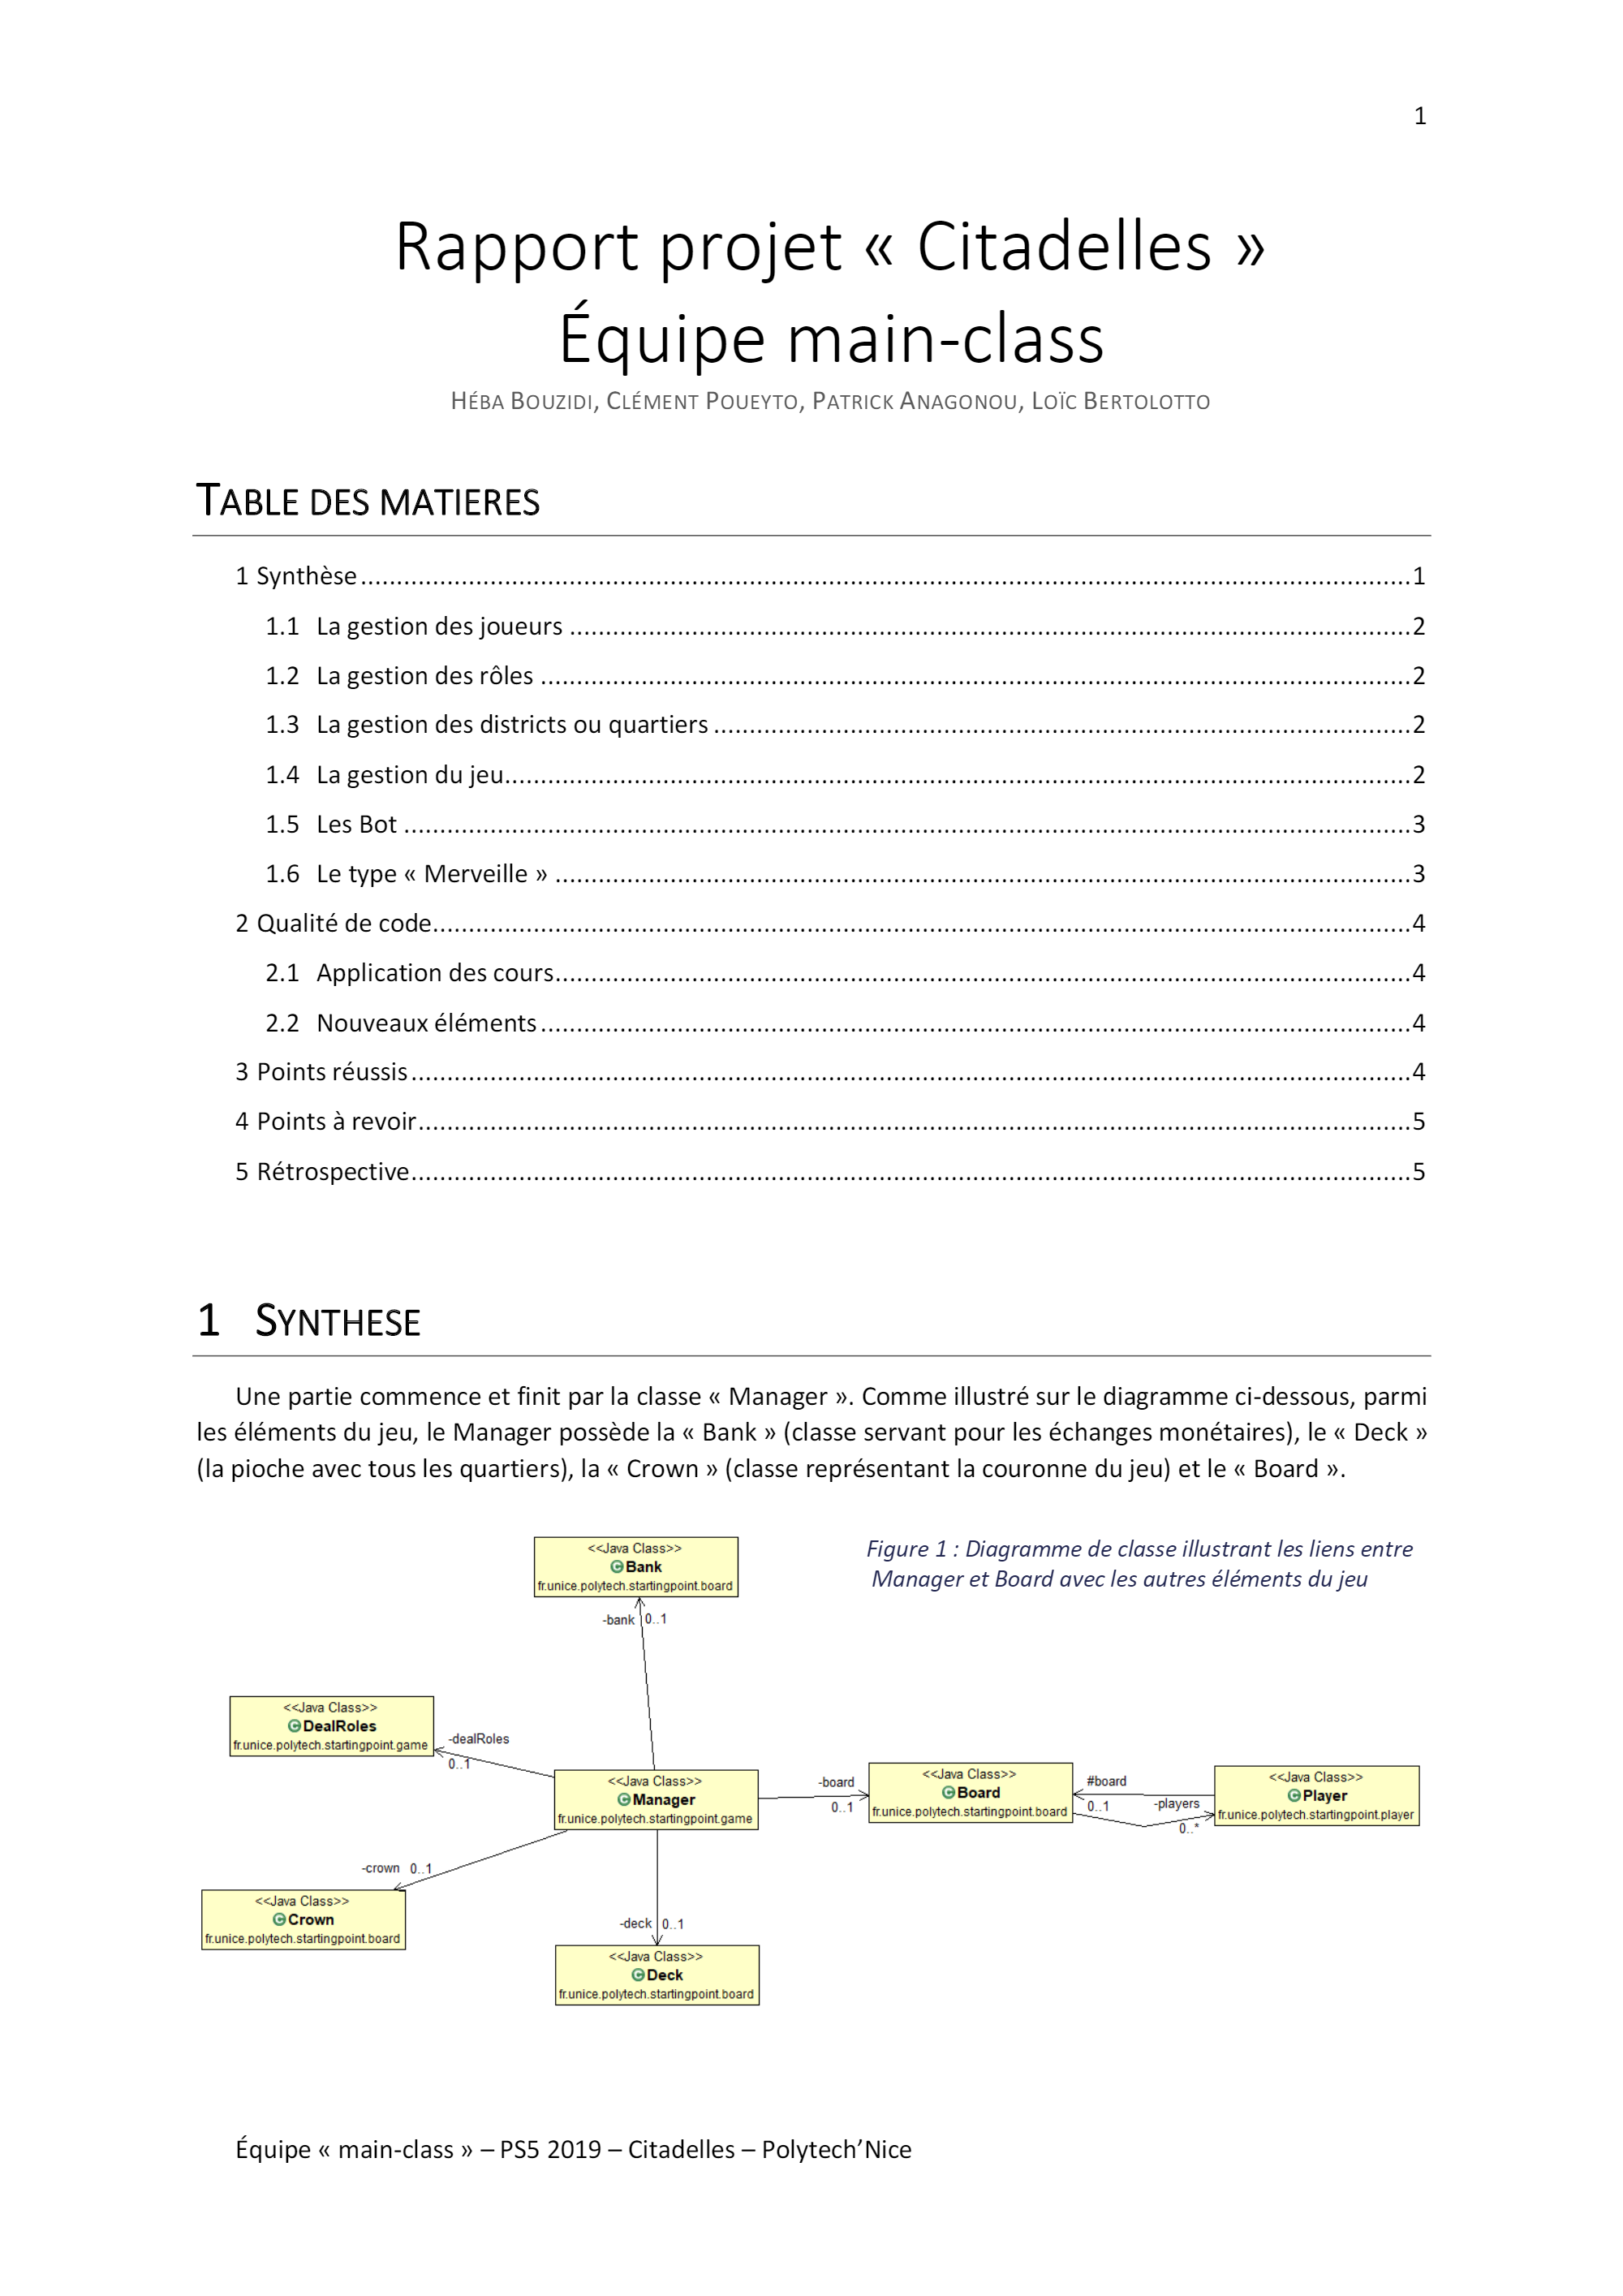 1
Rapport projet « Citadelles »
Équipe main-class
HÉBA BOUZIDI, CLÉMENT POUEYTO, PATRICK ANAGONOU, LOÏC BERTOLOTTO
TABLE DES MATIERES
1 Synthèse 1
1.1 La gestion des joueurs 2
1.2 La gestion des rôles 2
1.3 La gestion des districts ou quartiers 2
1.4 La gestion du jeu 2
1.5 Les Bot 3
1.6 Le type « Merveille » 3
2 Qualité de code 4
2.1 Application des cours 4
2.2 Nouveaux éléments 4
3 Points réussis 4
4 Points à revoir 5
5 Rétrospective 5
1 SYNTHESE
Une partie commence et finit par la classe « Manager ». Comme illustré sur le diagramme ci-dessous, parmi
les éléments du jeu, le Manager possède la « Bank » (classe servant pour les échanges monétaires), le « Deck »
(la pioche avec tous les quartiers), la « Crown » (classe représentant la couronne du jeu) et le « Board ».
Figure 1 : Diagramme de classe illustrant les liens entre
Manager et Board avec les autres éléments du jeu
<<Java Class>>
Bank
fr.unice.polytech.startingpoint.board
-bank 0..1
<<Java Class>>
DealRoles
fr.unice.polytech.startingpoint.game
-dealRoles
0..1
<<Java Class>>
Manager
fr.unice.polytech.startingpoint.game
-board
0..1
<<Java Class>>
Board
fr.unice.polytech.startingpoint.board
#board
0..1
-players
0..*
<<Java Class>>
Player
fr.unice.polytech.startingpoint.player
-crown 0..1
<<Java Class>>
Crown
fr.unice.polytech.startingpoint.board
-deck 0..1
<<Java Class>>
Deck
fr.unice.polytech.startingpoint.board
Équipe « main-class » – PS5 2019 – Citadelles – Polytech’Nice